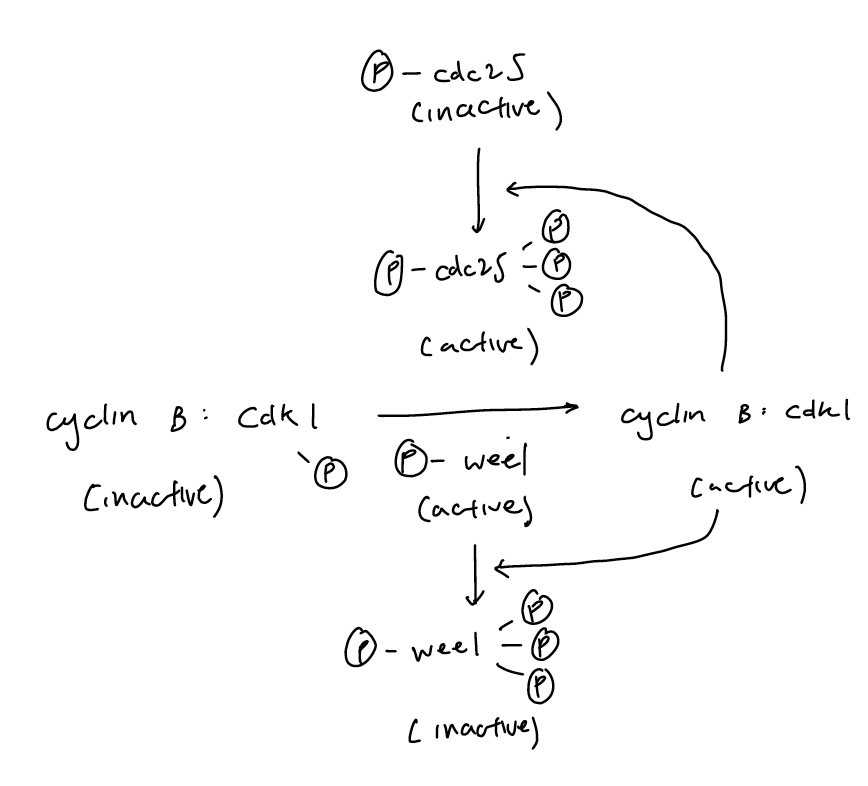 P - cdc25
(inactive)
P
P - cdc25 - P
P
(active)
cyclin B : Cdk1
P
(inactive)
P - wee1
(active)
cyclin B : cdk1
(active)
P
P - wee1 - P
P
(inactive)